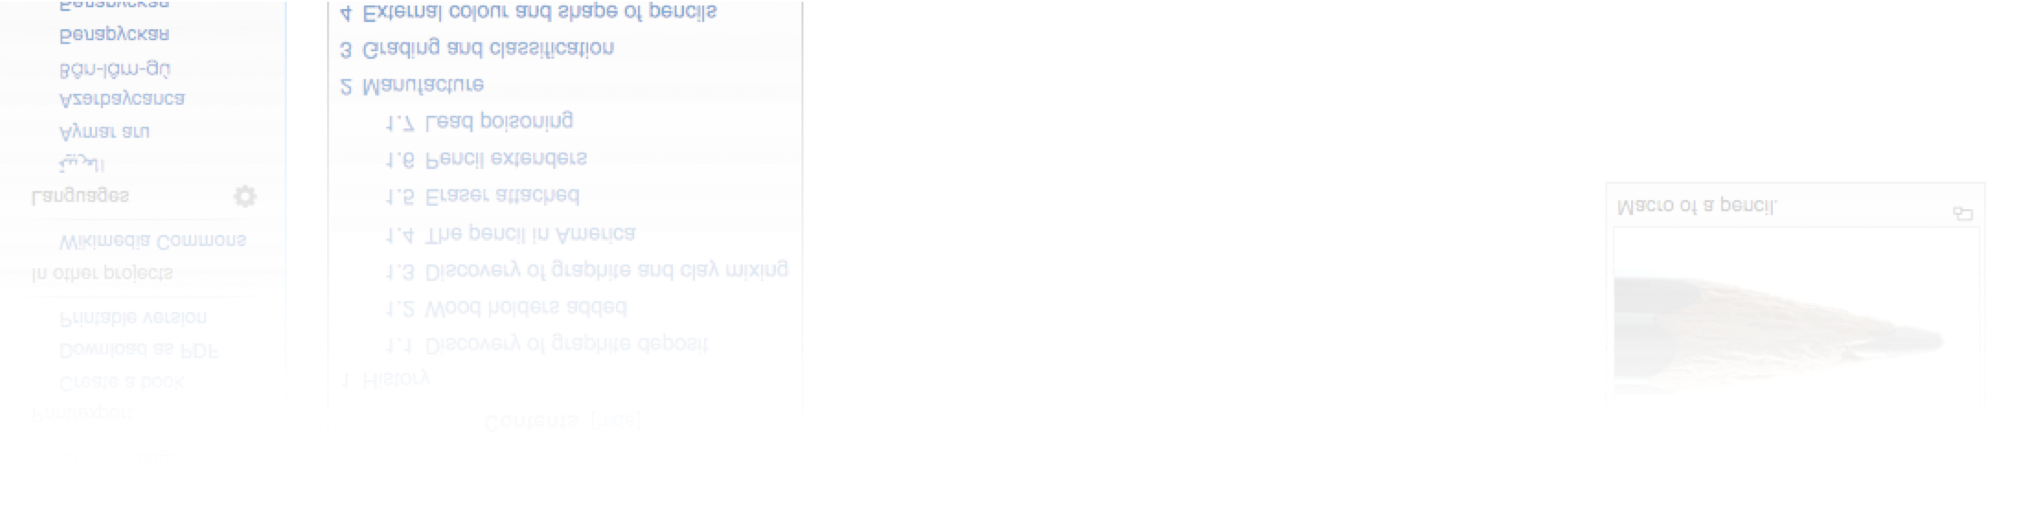 Print/export
Create a book
Download as PDF
Printable version
In other projects
Wikimedia Commons
Languages
العربية
Aymar aru
Azərbaycanca
Bân-lâm-gú
Беларуская
Contents [hide]
1 History
1.1 Discovery of graphite deposit
1.2 Wood holders added
1.3 Discovery of graphite and clay mixing
1.4 The pencil in America
1.5 Eraser attached
1.6 Pencil extenders
1.7 Lead poisoning
2 Manufacture
3 Grading and classification
4 External colour and shape of pencils
Macro of a pencil.